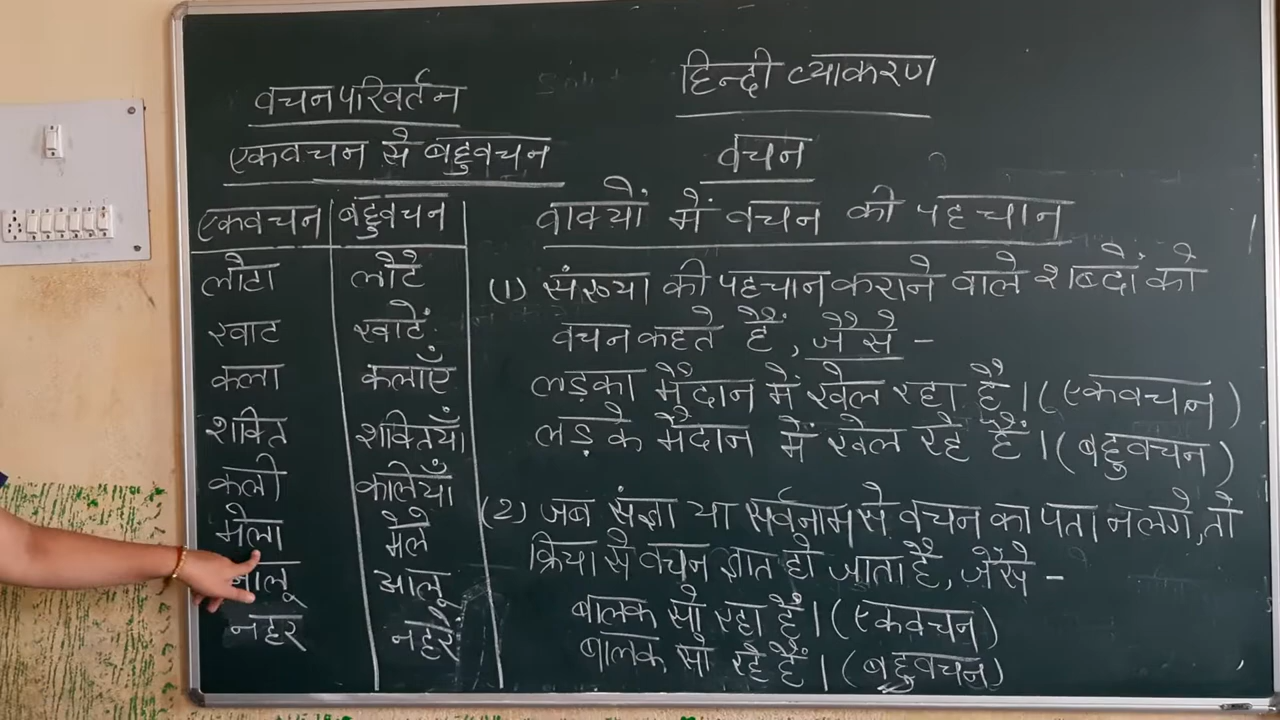 हिन्दी व्याकरण
वचन परिवर्तन
एकवचन से बहुवचन
एकवचन बहुवचन
लोटा लोटे
खाट खाटें
कला कलाएँ
शक्ति शक्तियाँ
कली कलियाँ
मेला मेले
आलू आलू
नहर नहरें
वचन
वाक्यों में वचन की पहचान
(1) संख्या की पहचान कराने वाले शब्दों को
वचन कहते हैं, जैसे -
लड़का मैदान में खेल रहा है। (एकवचन)
लड़के मैदान में खेल रहे हैं। (बहुवचन)
(2) जब संज्ञा या सर्वनाम से वचन का पता न लगे, तो
क्रिया से वचन ज्ञात हो जाता है, जैसे -
बालक सो रहा है। (एकवचन)
बालक सो रहे हैं। (बहुवचन)